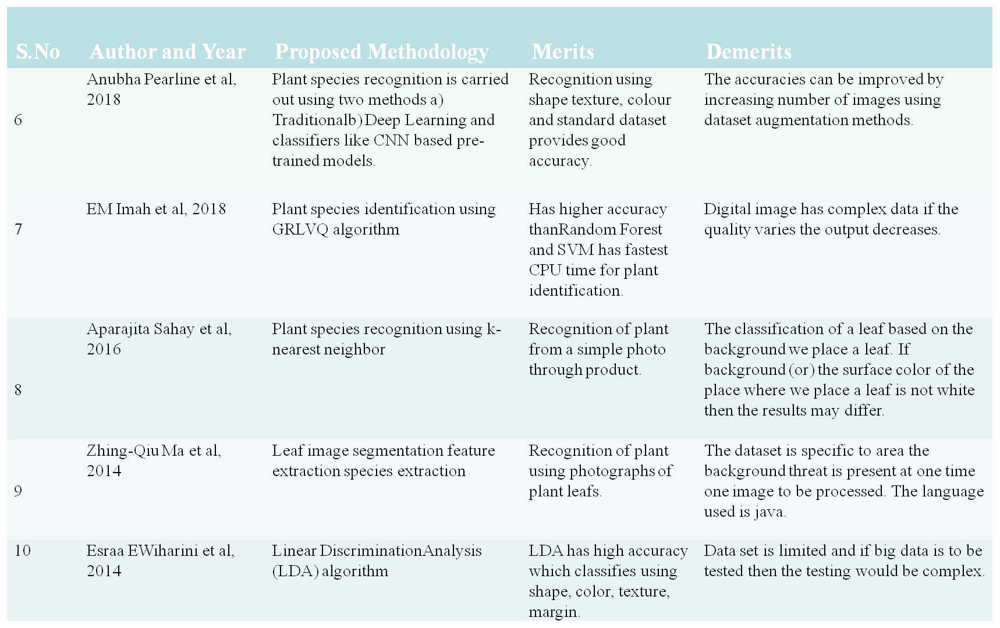 S.No Author and Year Proposed Methodology Merits Demerits
6
Anubha Pearline et al,
2018
Plant species recognition is carried
out using two methods a)
Traditionalb) Deep Learning and
classifiers like CNN based pre-
trained models.
Recognition using
shape texture, colour
and standard dataset
provides good
accuracy.
The accuracies can be improved by
increasing number of images using
dataset augmentation methods.
7
EM Imah et al, 2018
Plant species identification using
GRLVQ algorithm
Has higher accuracy
thanRandom Forest
and SVM has fastest
CPU time for plant
identification.
Digital image has complex data if the
quality varies the output decreases.
8
Aparajita Sahay et al,
2016
Plant species recognition using k-
nearest neighbor
Recognition of plant
from a simple photo
through product.
The classification of a leaf based on the
background we place a leaf. If
background (or) the surface color of the
place where we place a leaf is not white
then the results may differ.
9
Zhing-Qiu Ma et al,
2014
Leaf image segmentation feature
extraction species extraction
Recognition of plant
using photographs of
plant leafs.
The dataset is specific to area the
background threat is present at one time
one image to be processed. The language
used is java.
10
Esraa EWiharini et al,
2014
Linear DiscriminationAnalysis
(LDA) algorithm
LDA has high accuracy
which classifies using
shape, color, texture,
margin.
Data set is limited and if big data is to be
tested then the testing would be complex.